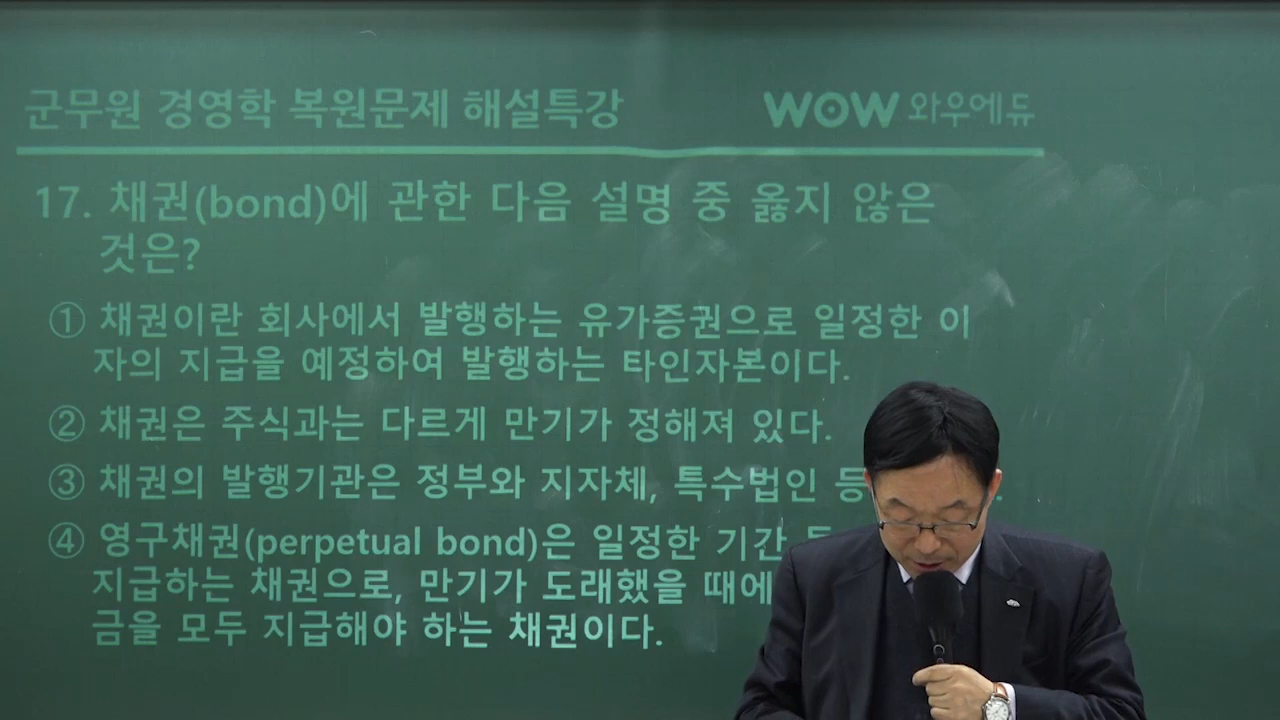 군무원 경영학 복원문제 해설특강
WOW 와우에듀
17. 채권(bond)에 관한 다음 설명 중 옳지 않은
것은?
① 채권이란 회사에서 발행하는 유가증권으로 일정한 이
자의 지급을 예정하여 발행하는 타인자본이다.
② 채권은 주식과는 다르게 만기가 정해져 있다.
③ 채권의 발행기관은 정부와 지자체, 특수법인 등
④ 영구채권(perpetual bond)은 일정한 기간
지급하는 채권으로, 만기가 도래했을 때에
금을 모두 지급해야 하는 채권이다.